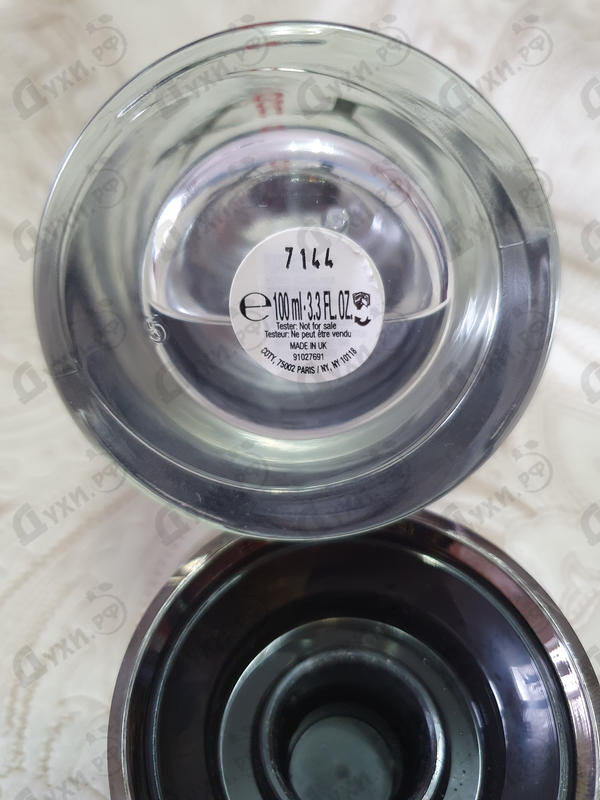 7144
℮ 100 ml · 3.3 FL. OZ.
Tester: Not for sale
Testeur: Ne peut être vendu
MADE IN UK
91027691
COTY, 75002 PARIS / NY, NY 10118
Духи.РФ